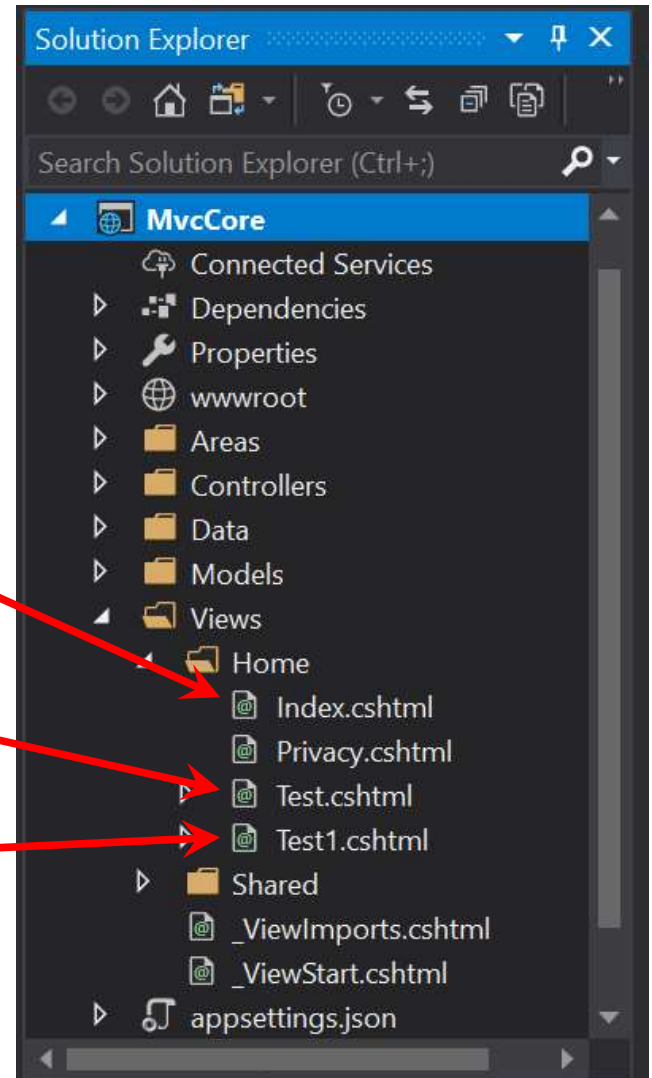 Solution Explorer
Search Solution Explorer (Ctrl+;)
MvcCore
Connected Services
Dependencies
Properties
wwwroot
Areas
Controllers
Data
Models
Views
Home
Index.cshtml
Privacy.cshtml
Test.cshtml
Test1.cshtml
Shared
_ViewImports.cshtml
_ViewStart.cshtml
appsettings.json